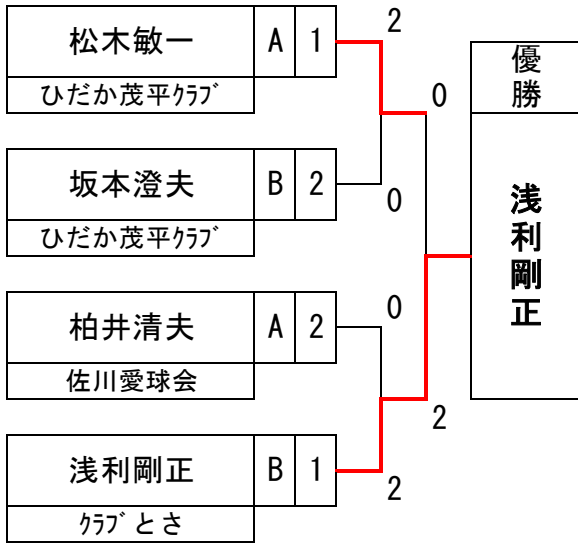 松木敏一 A 1
ひだか茂平ｸﾗﾌﾞ
2
坂本澄夫 B 2
ひだか茂平ｸﾗﾌﾞ
0
0
柏井清夫 A 2
佐川愛球会
0
浅利剛正 B 1
ｸﾗﾌﾞとさ
2
2
優勝
浅利剛正